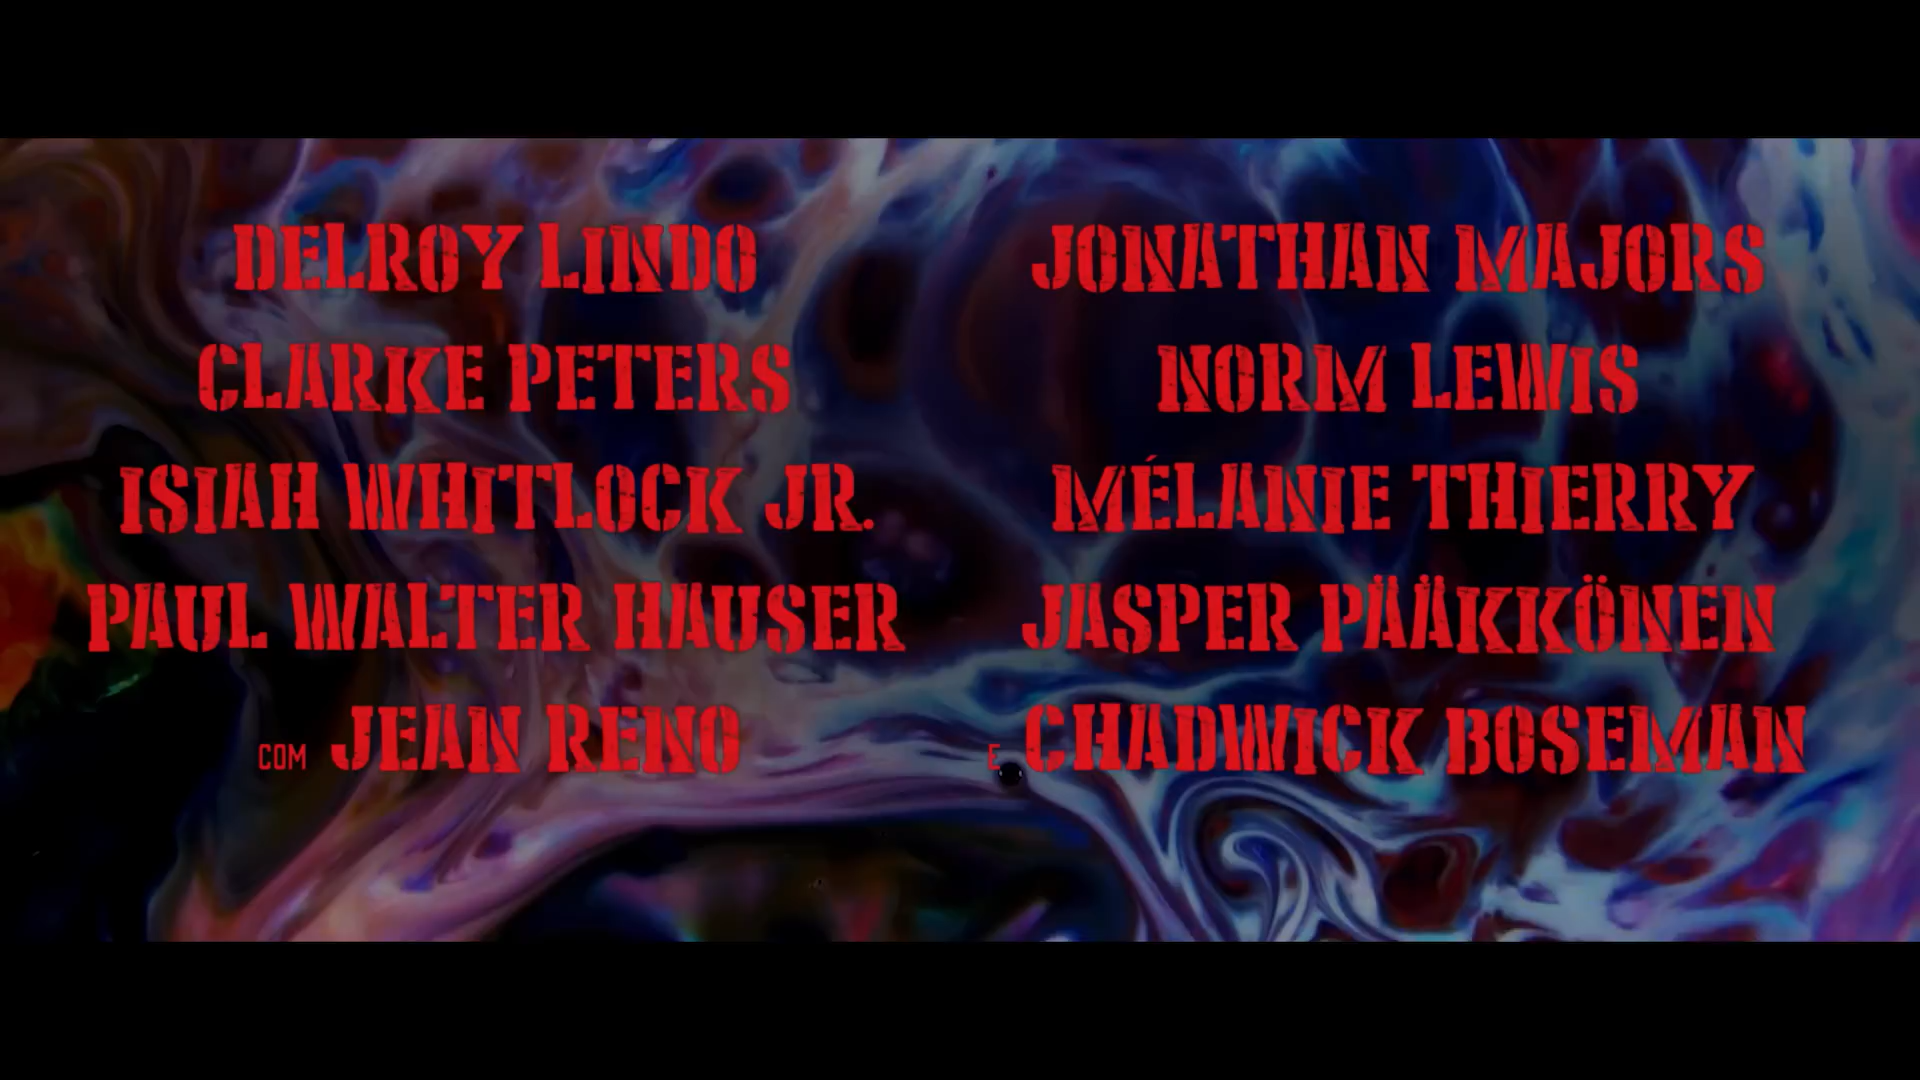 DELROY LINDO
JONATHAN MAJORS
CLARKE PETERS
NORM LEWIS
ISIAH WHITLOCK JR.
MÉLANIE THIERRY
PAUL WALTER HAUSER
JASPER PÄÄKKÖNEN
COM JEAN RENO
E CHADWICK BOSEMAN